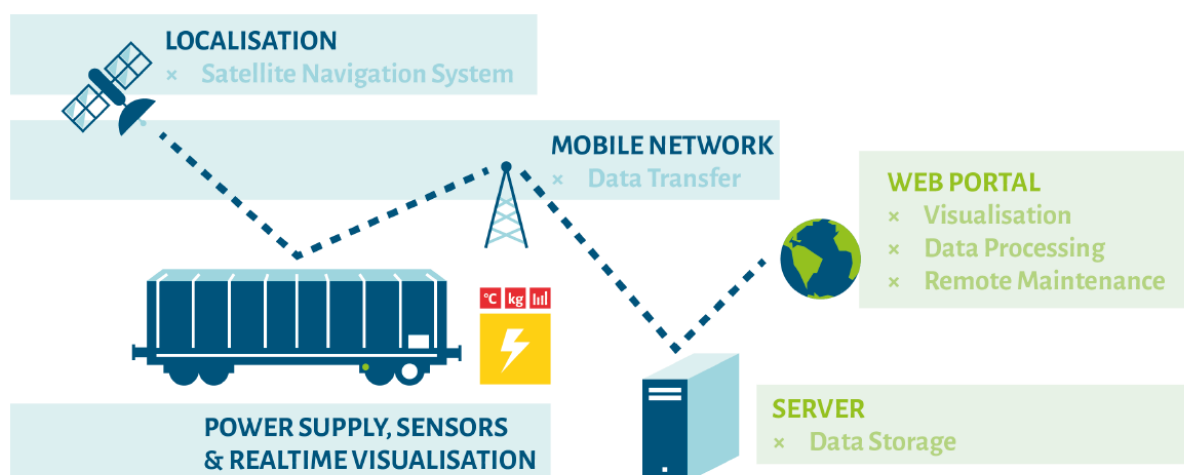 LOCALISATION
× Satellite Navigation System
MOBILE NETWORK
× Data Transfer
WEB PORTAL
× Visualisation
× Data Processing
× Remote Maintenance
°C kg
POWER SUPPLY, SENSORS
& REALTIME VISUALISATION
SERVER
× Data Storage